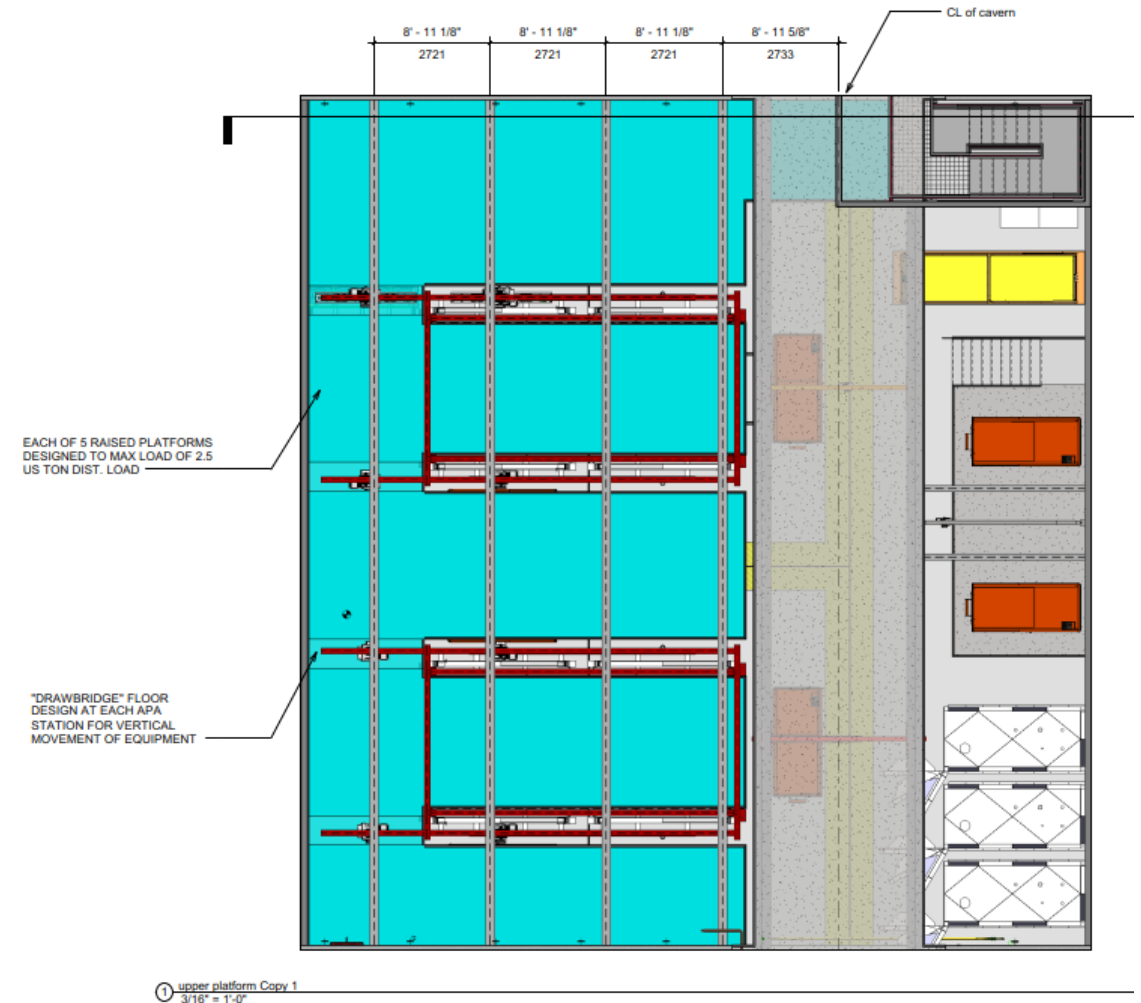 CL of cavern
8' - 11 1/8" 8' - 11 1/8" 8' - 11 1/8" 8' - 11 5/8"
2721 2721 2721 2733
EACH OF 5 RAISED PLATFORMS
DESIGNED TO MAX LOAD OF 2.5
US TON DIST. LOAD
"DRAWBRIDGE" FLOOR
DESIGN AT EACH APA
STATION FOR VERTICAL
MOVEMENT OF EQUIPMENT
1 upper platform Copy 1
3/16" = 1'-0"